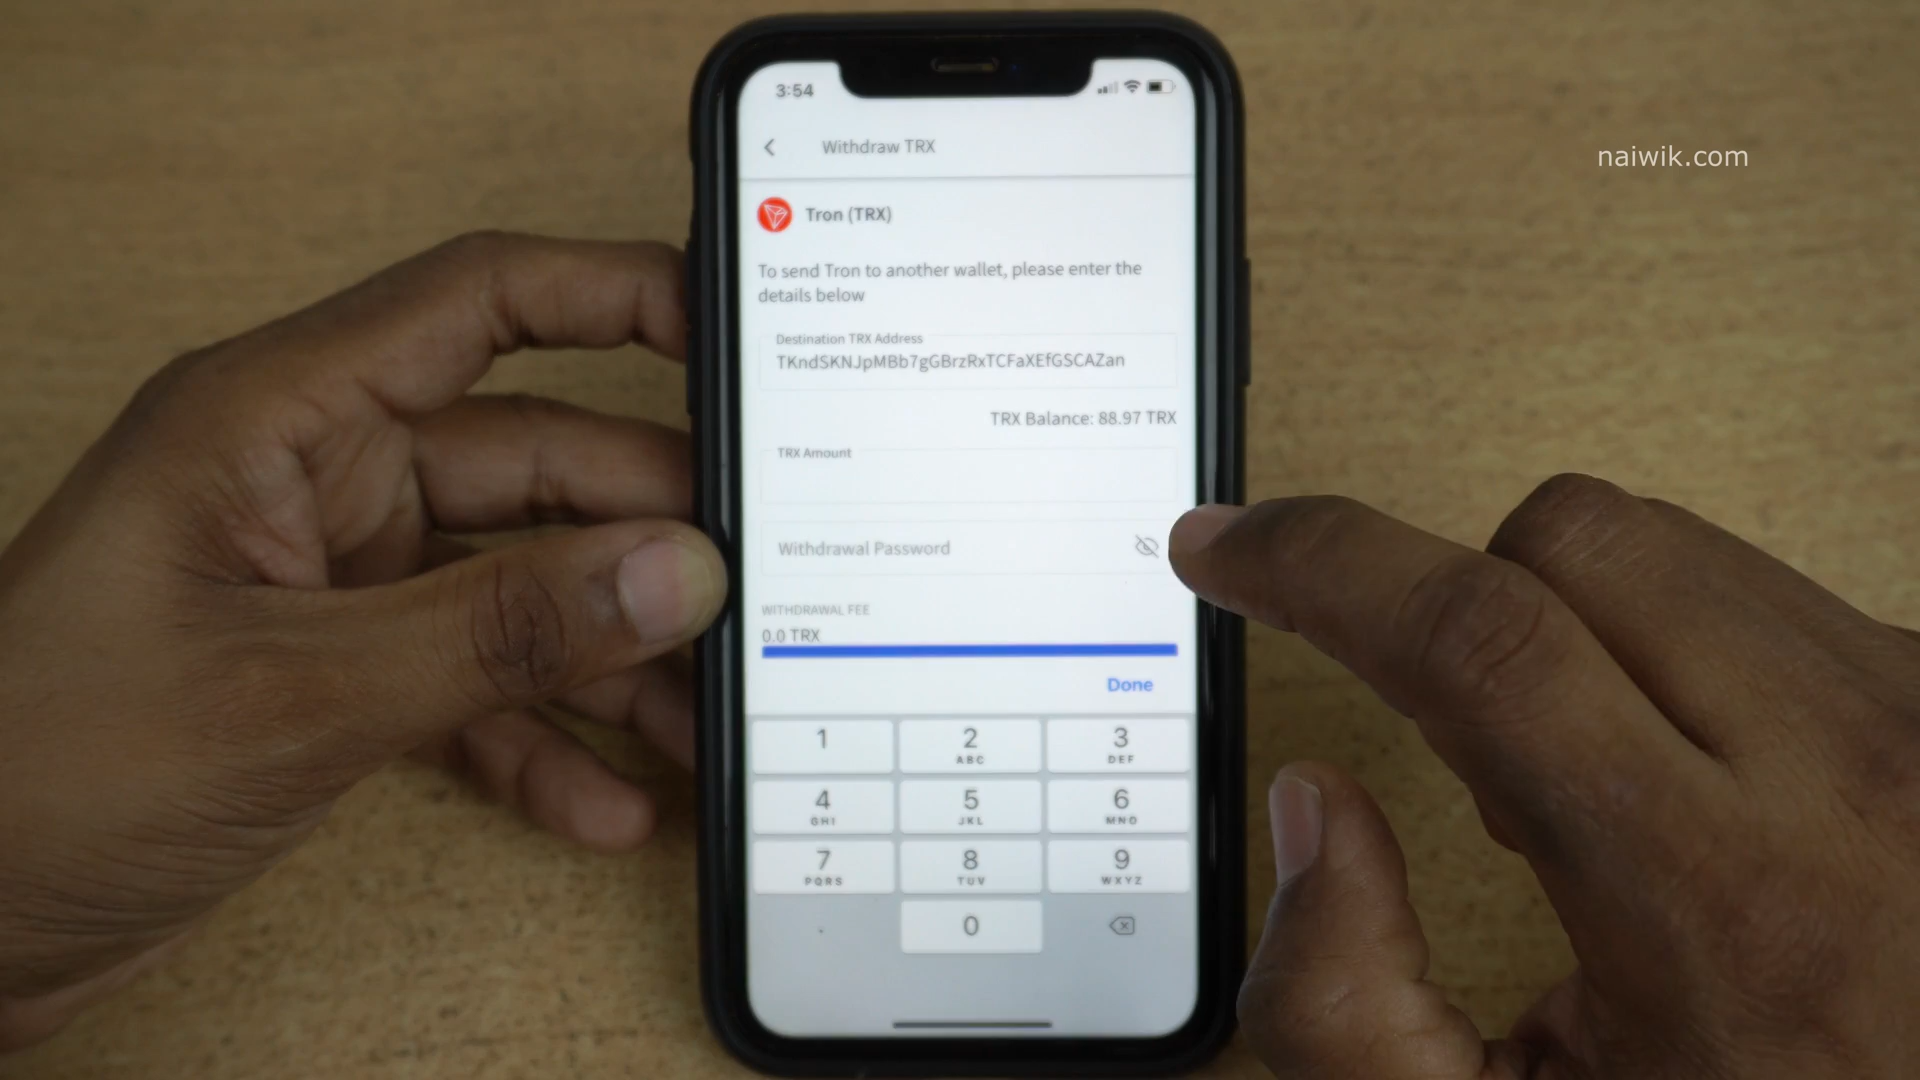 3:54
naiwik.com
Withdraw TRX
Tron (TRX)
To send Tron to another wallet, please enter the
details below
Destination TRX Address
TKndSKNJpMBb7gGBrzRxTCFaXEfGSCAZan
TRX Balance: 88.97 TRX
TRX Amount
Withdrawal Password
WITHDRAWAL FEE
0.0 TRX
Done
1 2 3
ABC DEF
4 5 6
GHI JKL MNO
7 8 9
PQRS TUV WXYZ
. 0